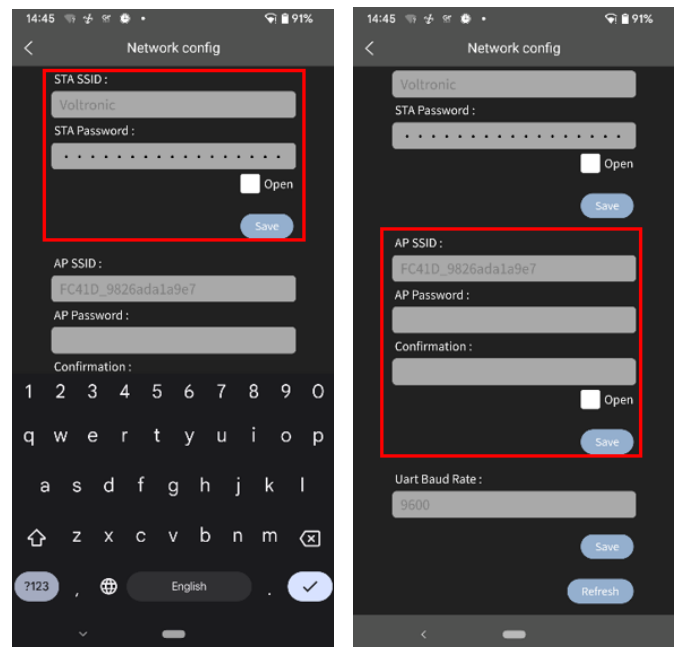 14:45 91%
Network config
STA SSID :
Voltronic
STA Password :
Open
Save
AP SSID :
FC41D_9826ada1a9e7
AP Password :
Confirmation :
1 2 3 4 5 6 7 8 9 0
q w e r t y u i o p
a s d f g h j k l
z x c v b n m
?123 , English .
14:45 91%
Network config
Voltronic
STA Password :
Open
Save
AP SSID :
FC41D_9826ada1a9e7
AP Password :
Confirmation :
Open
Save
Uart Baud Rate :
9600
Save
Refresh